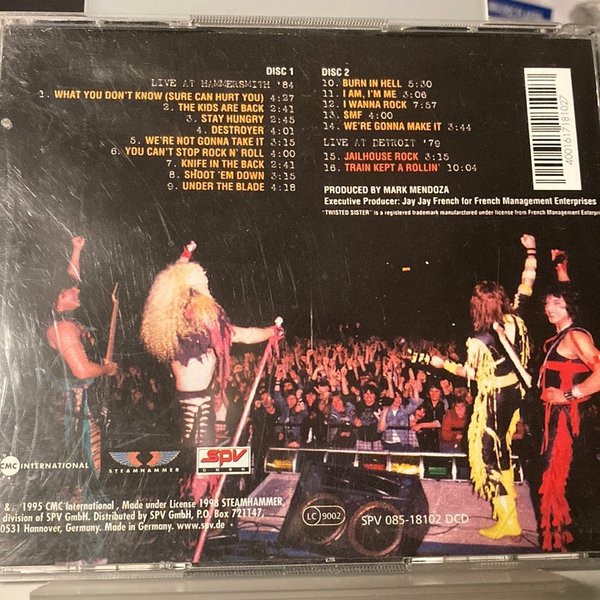 DISC 1
LIVE AT HAMMERSMITH '84
1. WHAT YOU DON'T KNOW (SURE CAN HURT YOU) 4:27
2. THE KIDS ARE BACK 2:41
3. STAY HUNGRY 2:45
4. DESTROYER 4:01
5. WE'RE NOT GONNA TAKE IT 3:15
6. YOU CAN'T STOP ROCK N' ROLL 4:00
7. KNIFE IN THE BACK 2:41
8. SHOOT 'EM DOWN 3:15
9. UNDER THE BLADE 4:18
DISC 2
10. BURN IN HELL 5:30
11. I AM, I'M ME 3:06
12. I WANNA ROCK 7:57
13. SMF 4:00
14. WE'RE GONNA MAKE IT 3:44
LIVE AT DETROIT '79
15. JAILHOUSE ROCK 3:15
16. TRAIN KEPT A ROLLIN' 10:04
PRODUCED BY MARK MENDOZA
Executive Producer: Jay Jay French for French Management Enterprises
"TWISTED SISTER" is a registered trademark manufarctured under license from French Management Enterpris
4001617181027
CMC INTERNATIONAL
STEAMHAMMER
SPV
GMBH
& 1995 CMC International , Made under License 1998 STEAMHAMMER,
division of SPV GmbH. Distributed by SPV GmbH, P.O. Box 721147,
0531 Hannover, Germany. Made in Germany. www.spv.de
LC 9002
SPV 085-18102 DCD